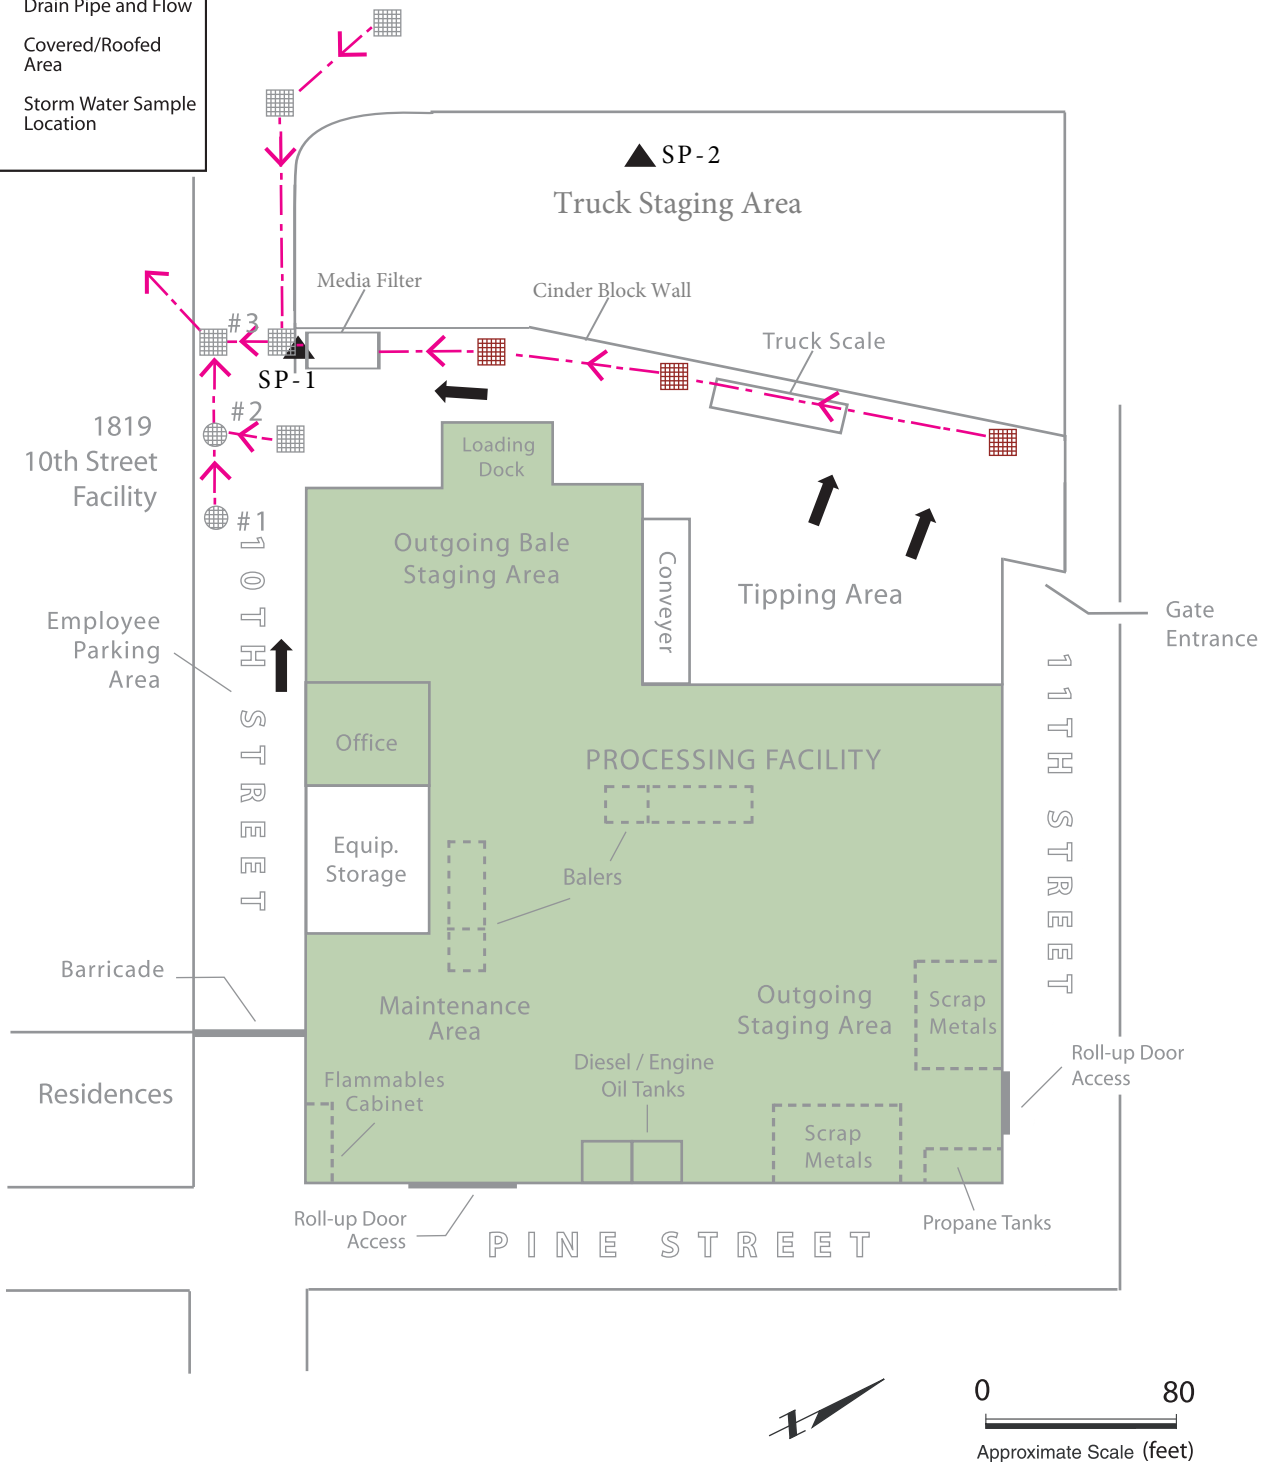 Drain Pipe and Flow
Covered/Roofed
Area
Storm Water Sample
Location
SP-2
Truck Staging Area
Media Filter
Cinder Block Wall
Truck Scale
#3
SP-1
#2
1819
10th Street
Facility
#1
Loading
Dock
Outgoing Bale
Staging Area
Conveyer
Tipping Area
Gate
Entrance
10TH STREET
Employee
Parking
Area
11TH STREET
Office
PROCESSING FACILITY
Equip.
Storage
Balers
Barricade
Maintenance
Area
Outgoing
Staging Area
Scrap
Metals
Roll-up Door
Access
Residences
Flammables
Cabinet
Diesel / Engine
Oil Tanks
Scrap
Metals
Propane Tanks
Roll-up Door
Access
PINE STREET
Z
0 80
Approximate Scale (feet)